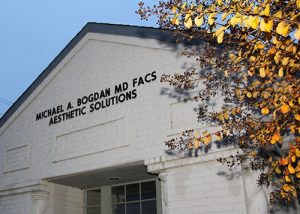 MICHAEL A. BOGDAN MD FACS
AESTHETIC SOLUTIONS